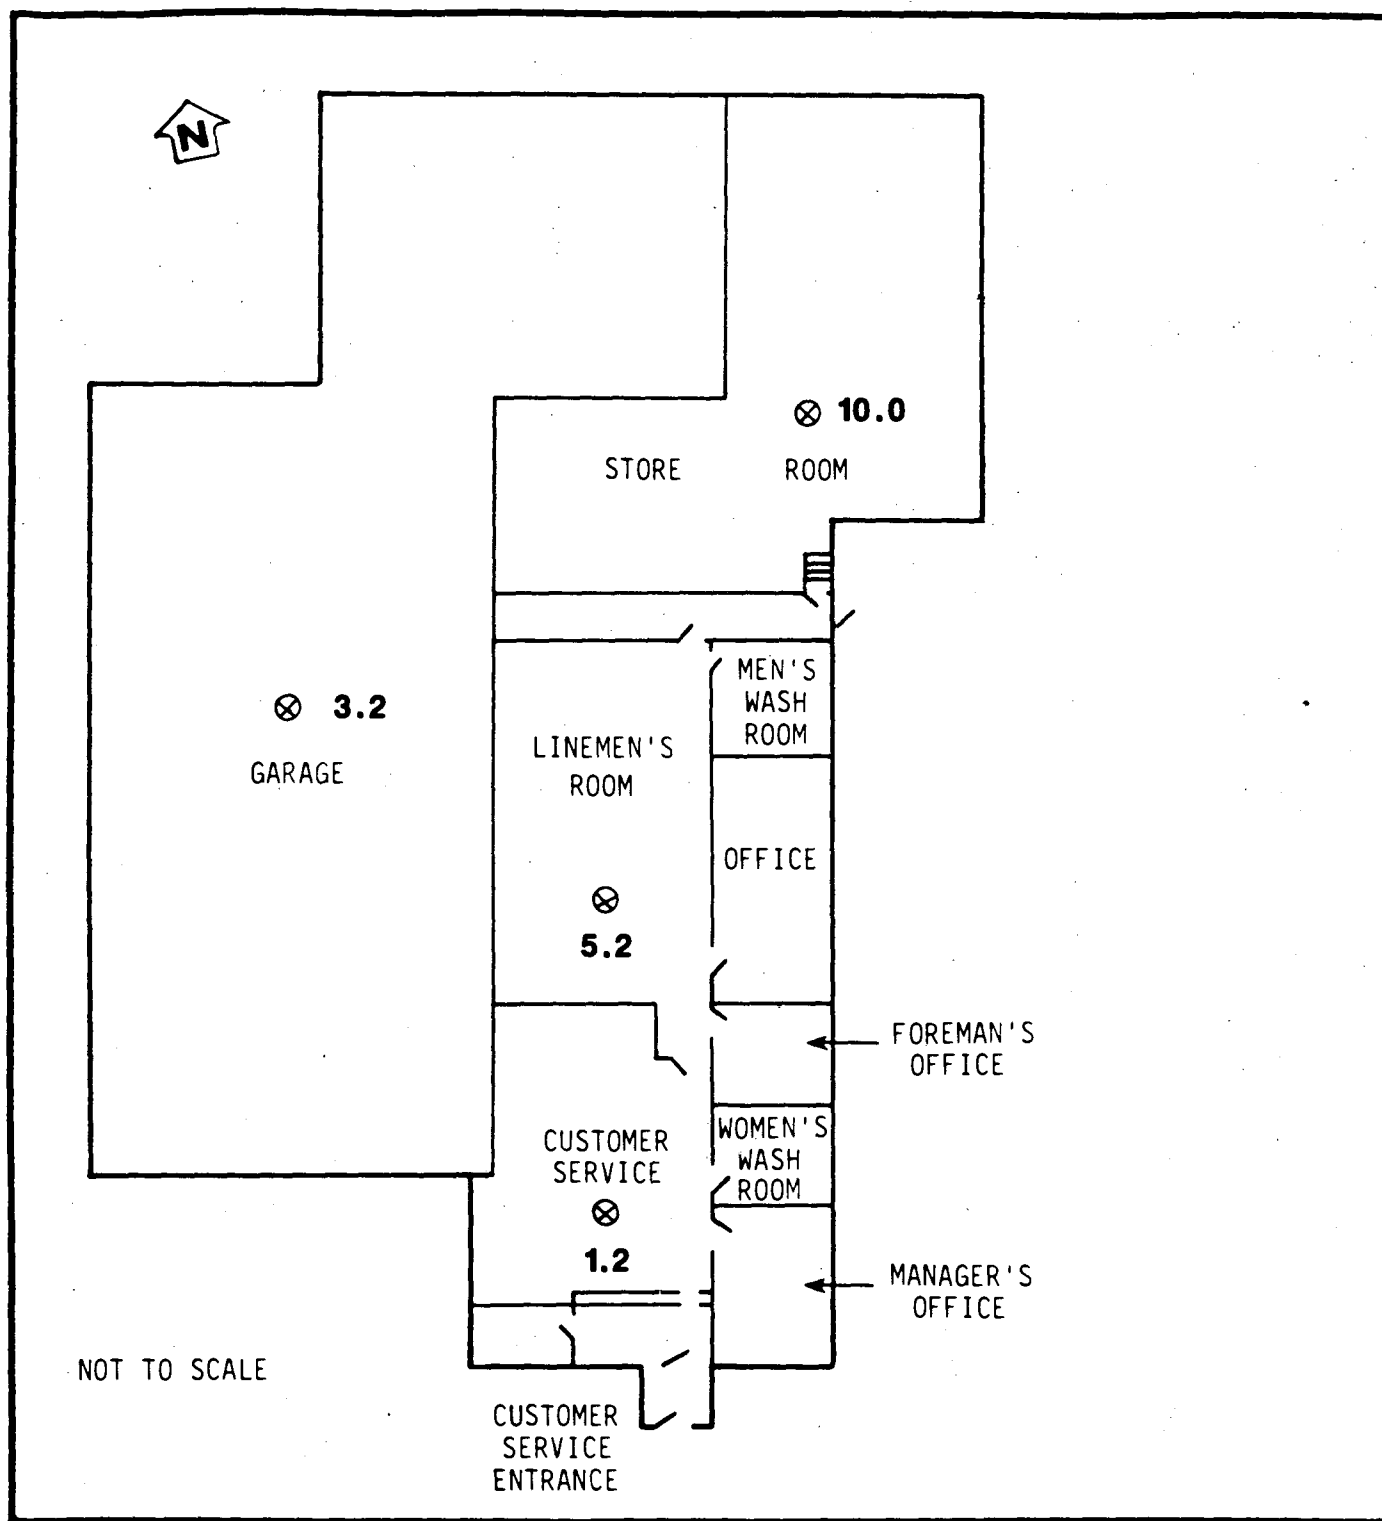 N
10.0
STORE ROOM
3.2
GARAGE
MEN'S
WASH
ROOM
LINEMEN'S
ROOM
OFFICE
5.2
FOREMAN'S
OFFICE
CUSTOMER
SERVICE
WOMEN'S
WASH
ROOM
1.2
MANAGER'S
OFFICE
NOT TO SCALE
CUSTOMER
SERVICE
ENTRANCE